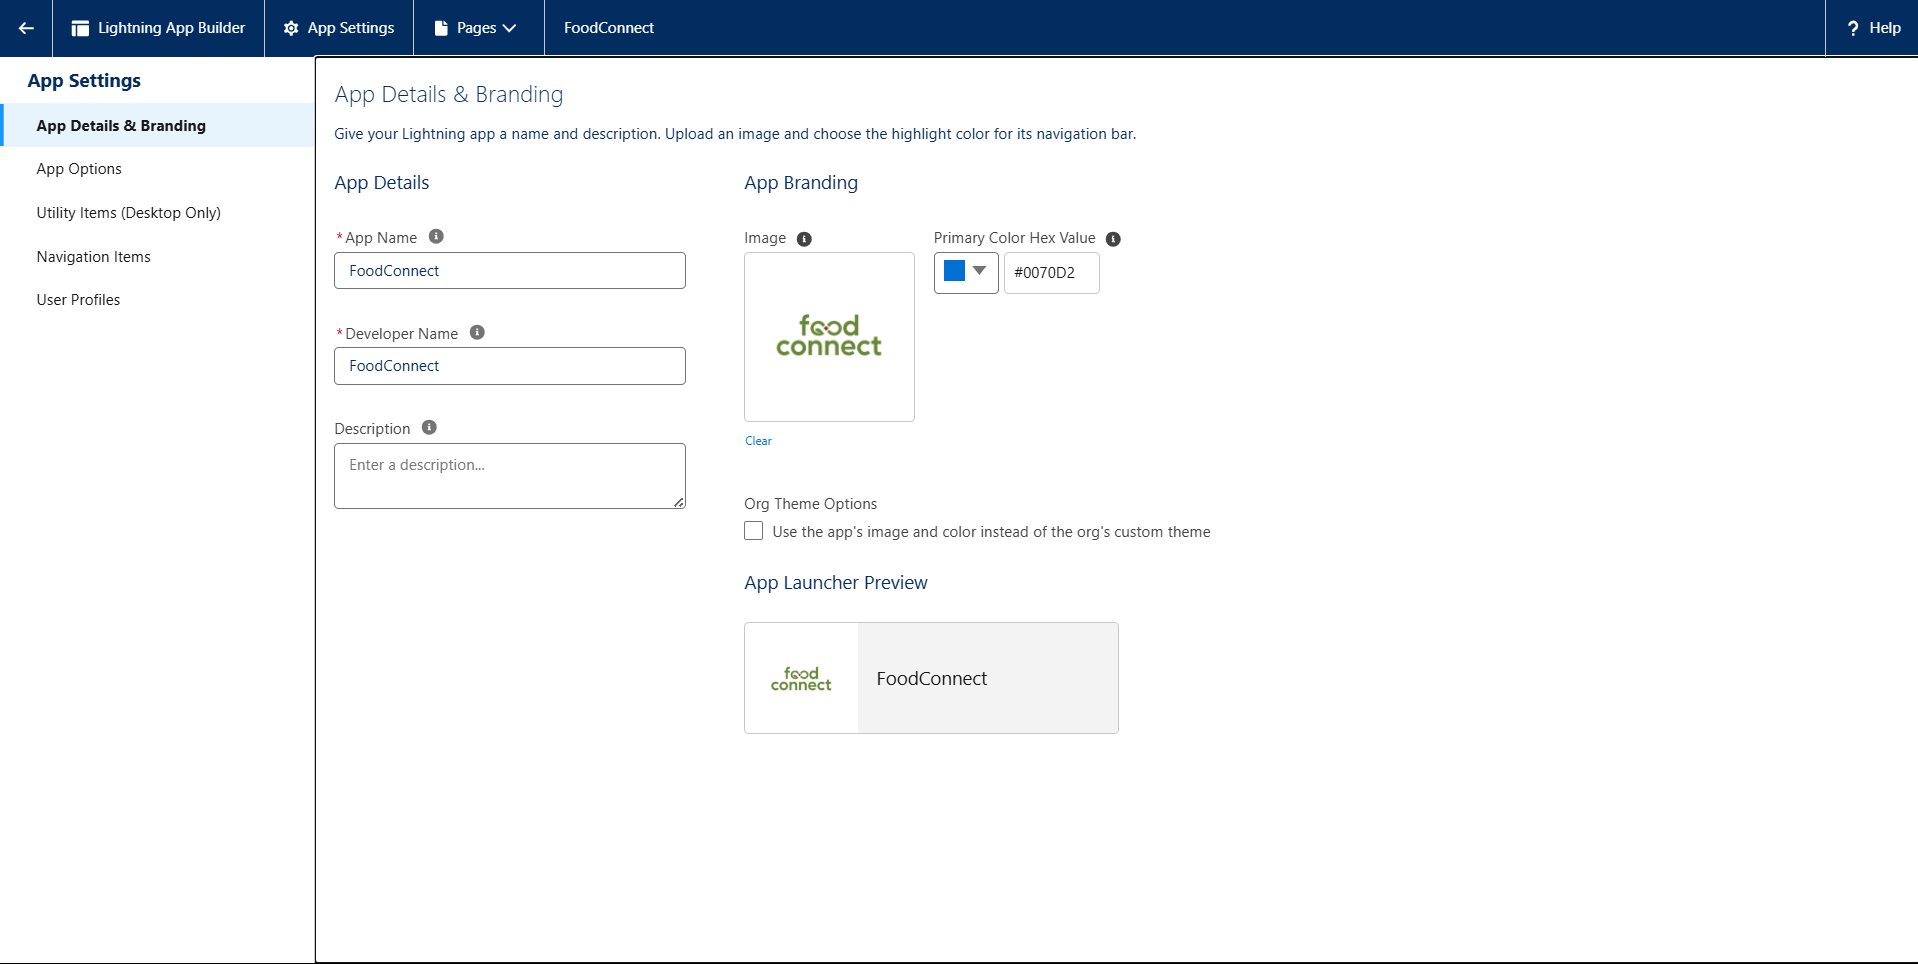 Lightning App Builder
App Settings
Pages
FoodConnect
? Help
App Settings
App Details & Branding
App Options
Utility Items (Desktop Only)
Navigation Items
User Profiles
App Details & Branding
Give your Lightning app a name and description. Upload an image and choose the highlight color for its navigation bar.
App Details
*App Name
FoodConnect
*Developer Name
FoodConnect
Description
Enter a description...
App Branding
Image
food
connect
Clear
Primary Color Hex Value
#0070D2
Org Theme Options
Use the app's image and color instead of the org's custom theme
App Launcher Preview
food
connect
FoodConnect